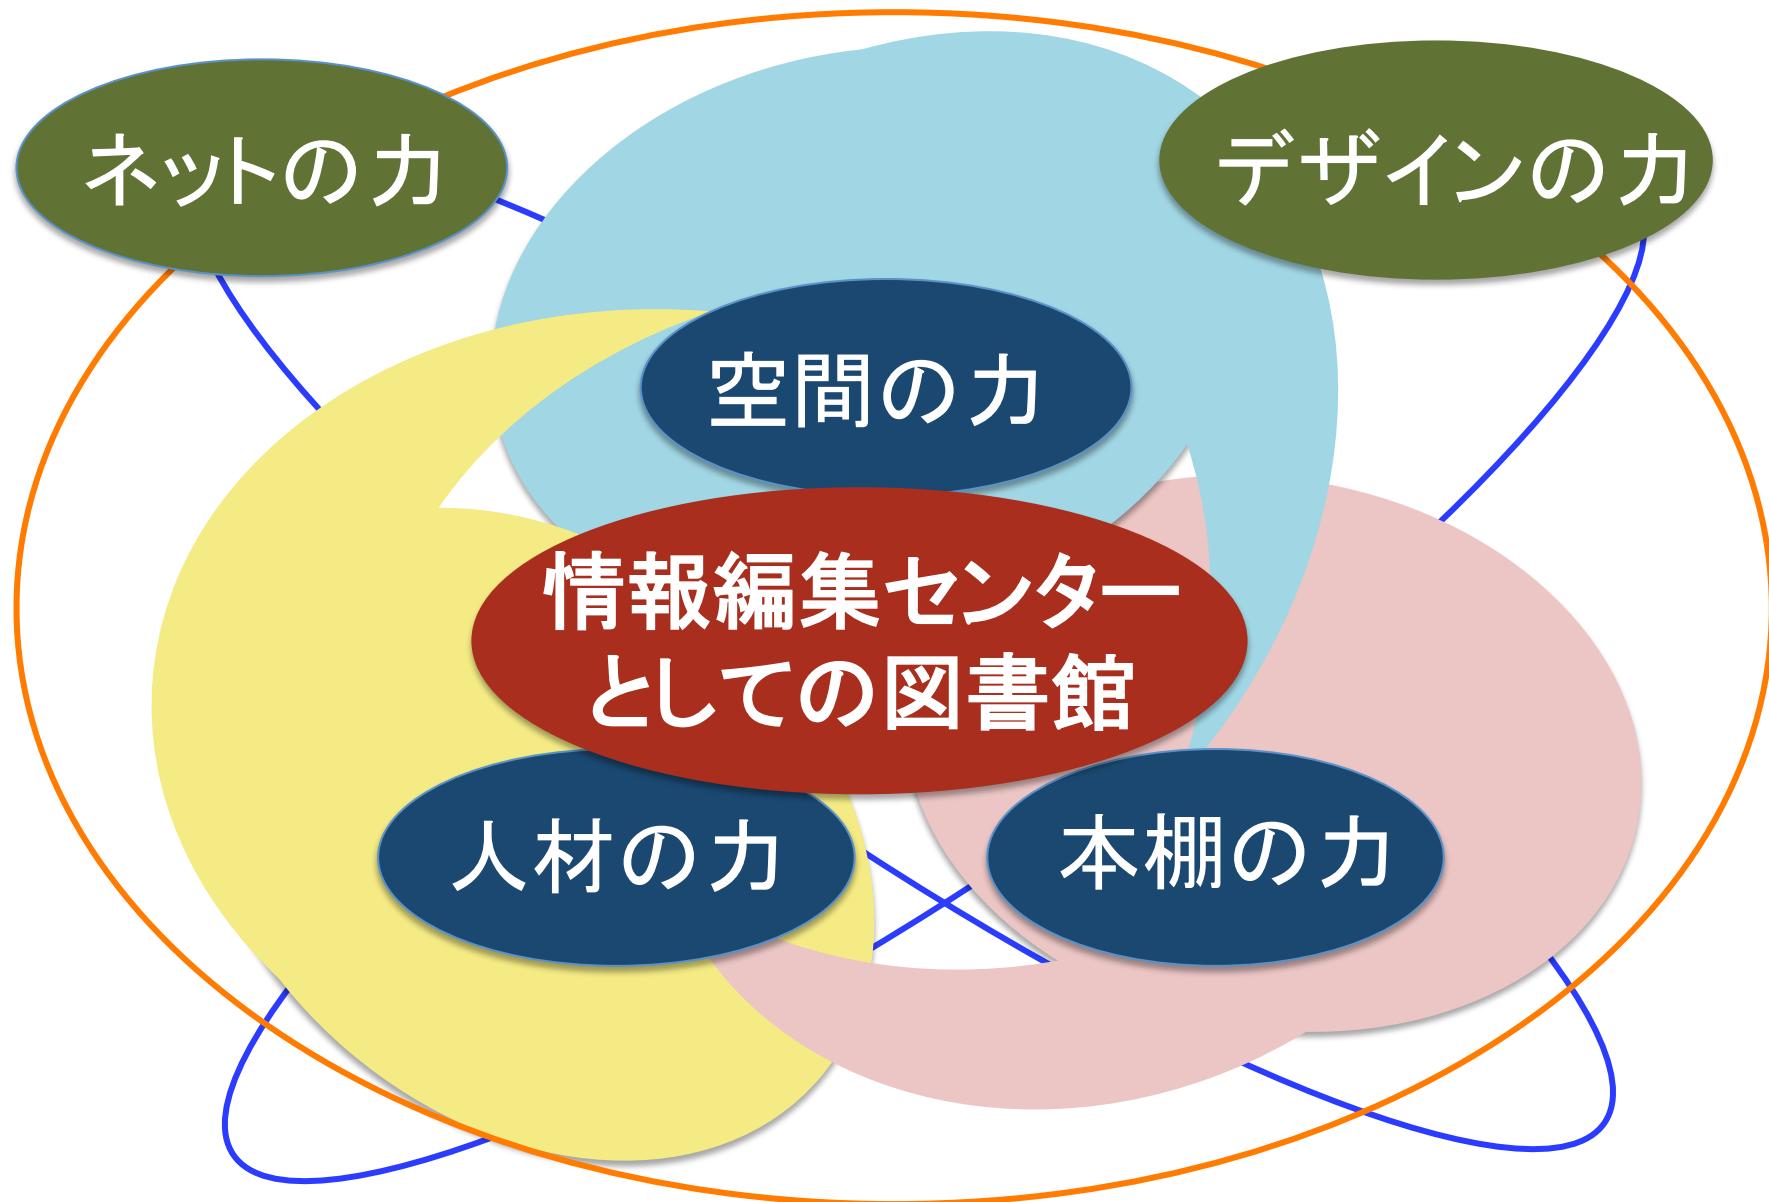 ネットの力
デザインの力
空間の力
情報編集センター
としての図書館
人材の力
本棚の力